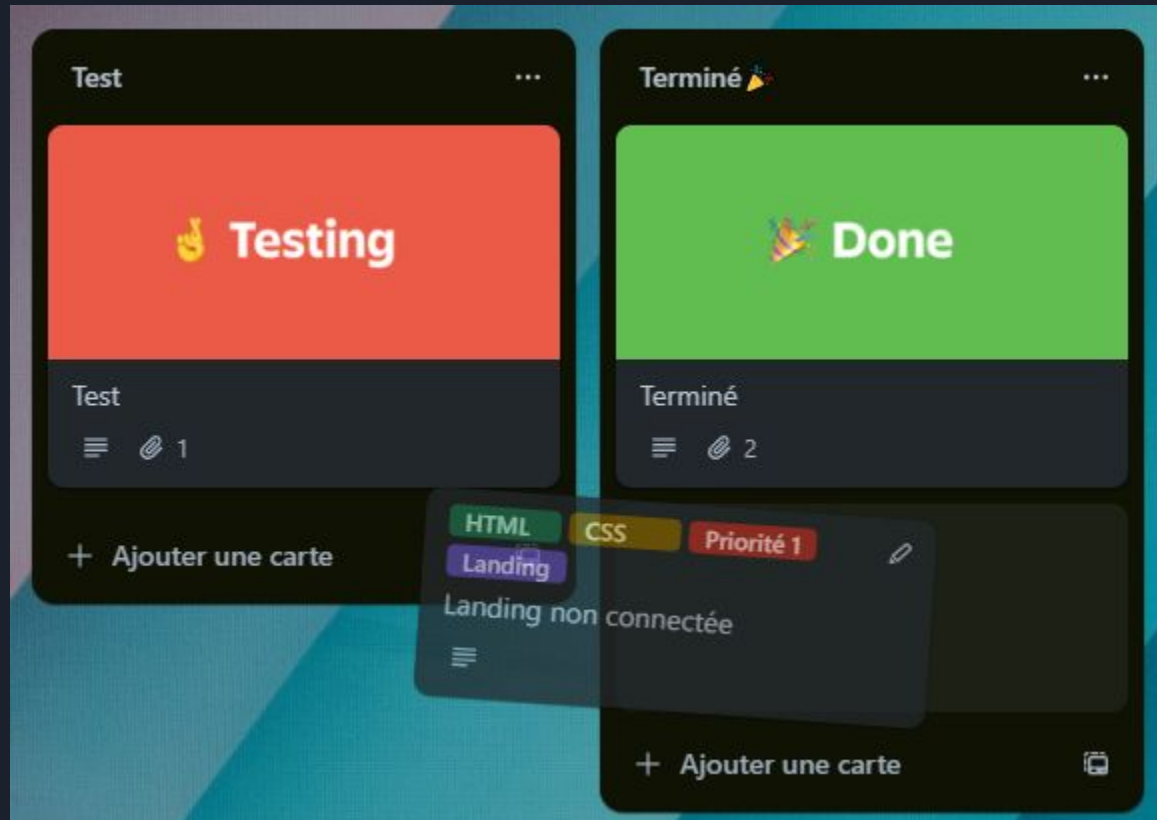 Test
Testing
Test
1
Ajouter une carte
Terminé
Done
Terminé
2
HTML CSS Priorité 1
Landing
Landing non connectée
Ajouter une carte